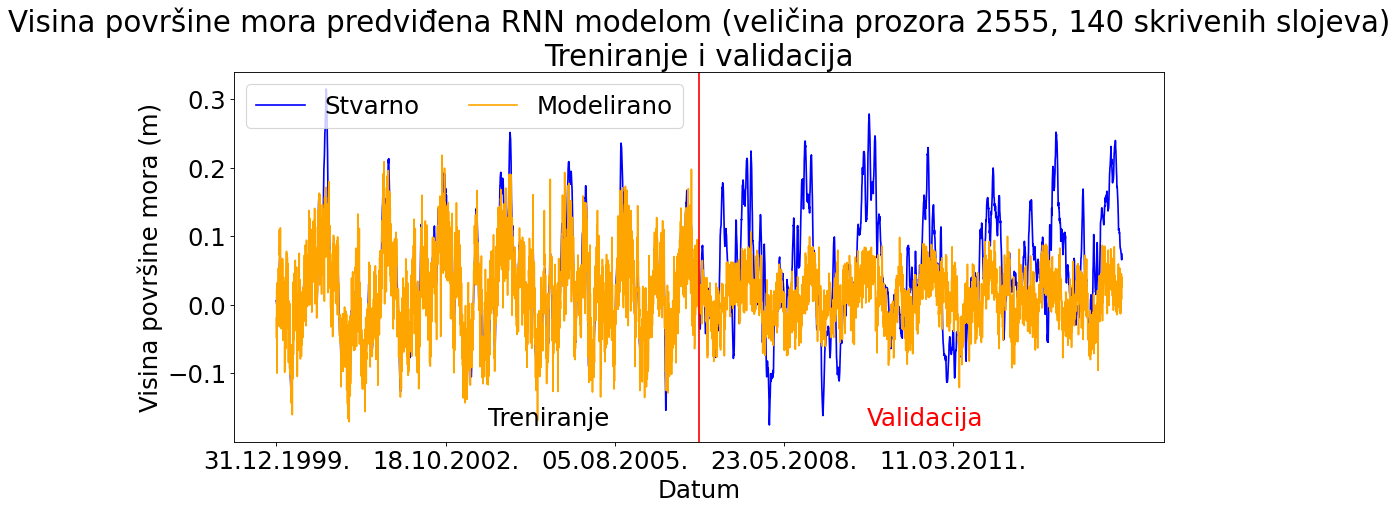 Visina površine mora predviđena RNN modelom (veličina prozora 2555, 140 skrivenih slojeva)
Treniranje i validacija
Stvarno
Modelirano
Visina površine mora (m)
0.3
0.2
0.1
0.0
−0.1
Treniranje
Validacija
31.12.1999.
18.10.2002.
05.08.2005.
23.05.2008.
11.03.2011.
Datum